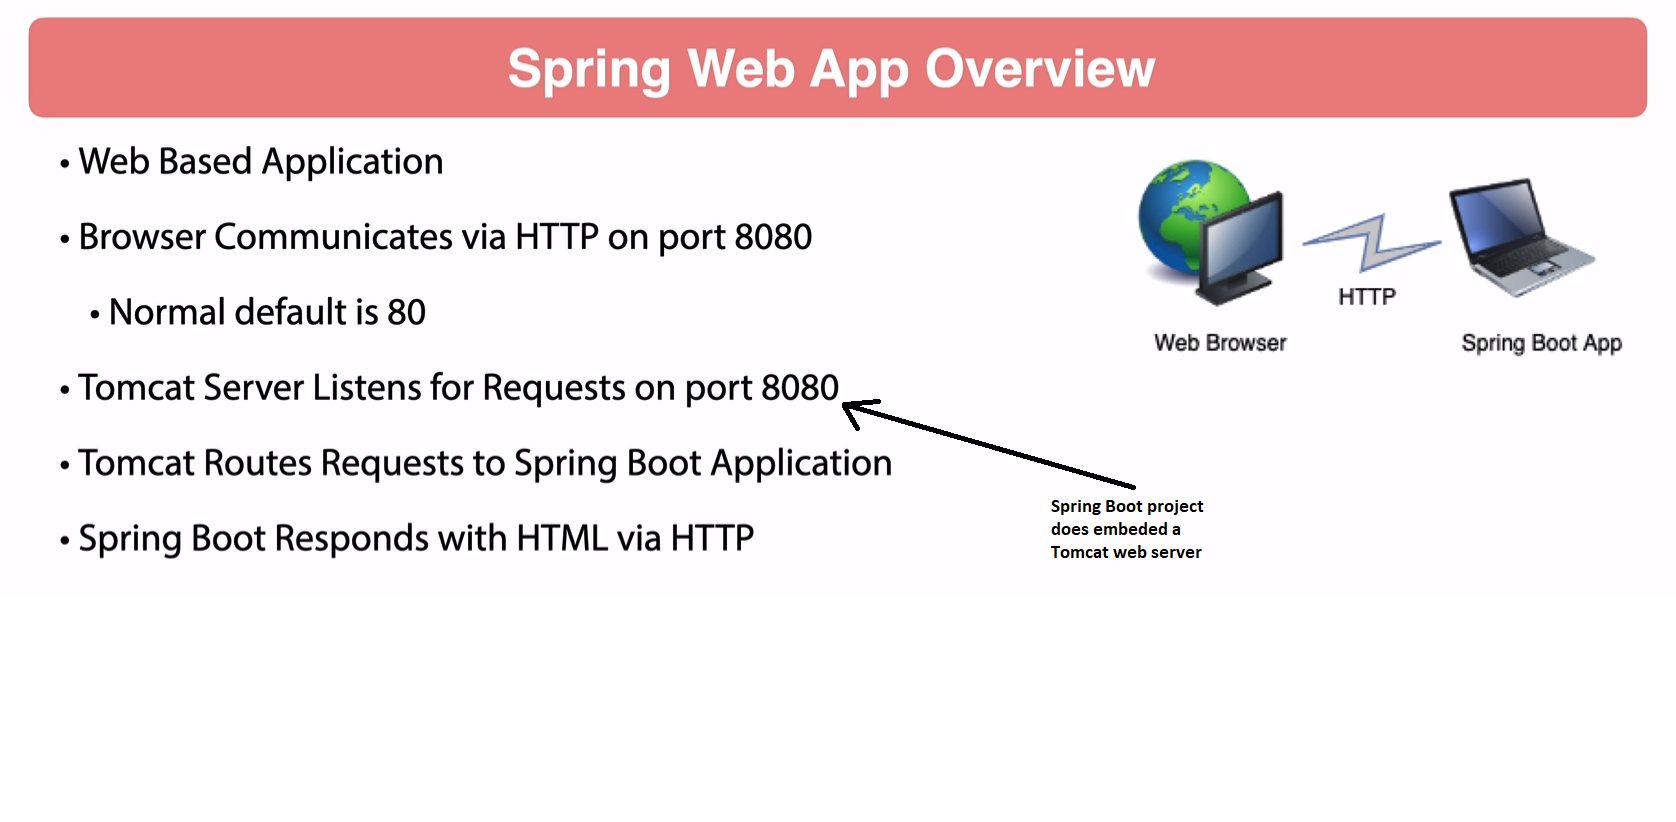 Spring Web App Overview
• Web Based Application
• Browser Communicates via HTTP on port 8080
• Normal default is 80
• Tomcat Server Listens for Requests on port 8080
• Tomcat Routes Requests to Spring Boot Application
• Spring Boot Responds with HTML via HTTP
HTTP
Web Browser
Spring Boot App
Spring Boot project
does embeded a
Tomcat web server